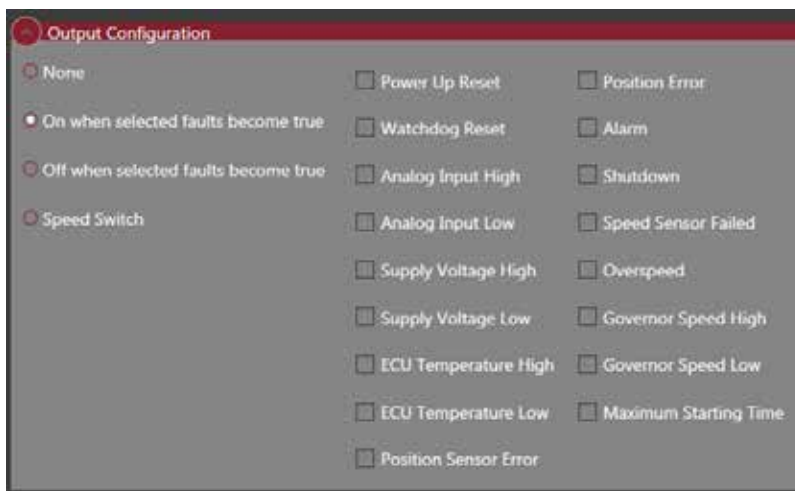 Output Configuration
None
On when selected faults become true
Off when selected faults become true
Speed Switch
Power Up Reset
Watchdog Reset
Analog Input High
Analog Input Low
Supply Voltage High
Supply Voltage Low
ECU Temperature High
ECU Temperature Low
Position Sensor Error
Position Error
Alarm
Shutdown
Speed Sensor Failed
Overspeed
Governor Speed High
Governor Speed Low
Maximum Starting Time